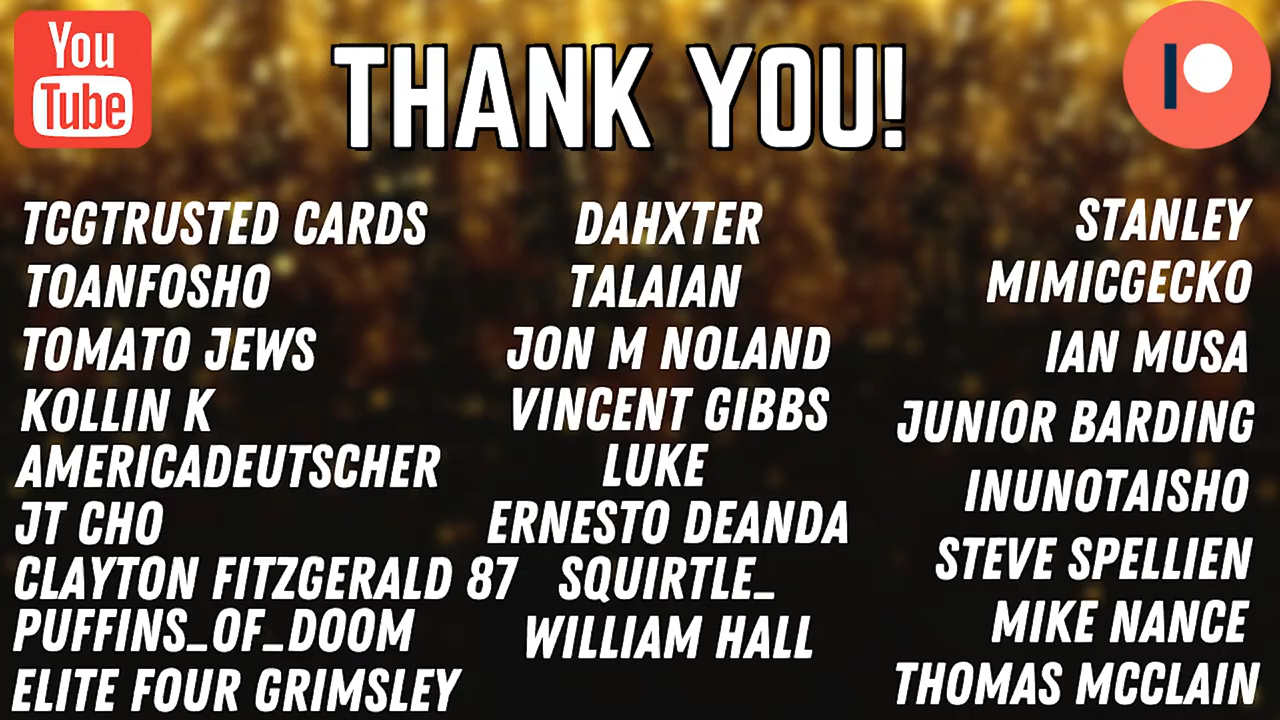 You
Tube
THANK YOU!
TCGTRUSTED CARDS
TOANFOSHO
TOMATO JEWS
KOLLIN K
AMERICADEUTSCHER
JT CHO
CLAYTON FITZGERALD 87
PUFFINS_OF_DOOM
ELITE FOUR GRIMSLEY
DAHXTER
TALAIAN
JON M NOLAND
VINCENT GIBBS
LUKE
ERNESTO DEANDA
SQUIRTLE_
WILLIAM HALL
STANLEY
MIMICGECKO
IAN MUSA
JUNIOR BARDING
INUNOTAISHO
STEVE SPELLIEN
MIKE NANCE
THOMAS MCCLAIN